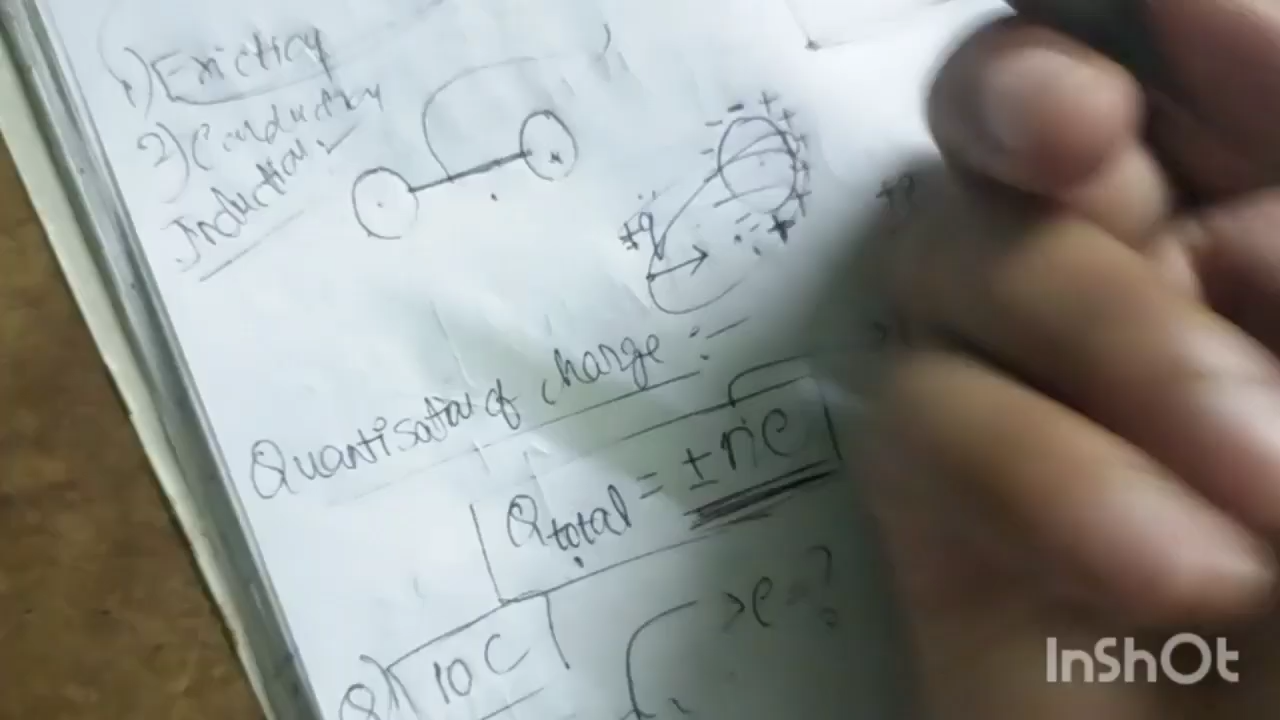 1) Friction
2) Conduction
Induction
+q
Quantisation of charge :-
Qtotal = ± ne
Q) 10 C
> e = ?
InShOt